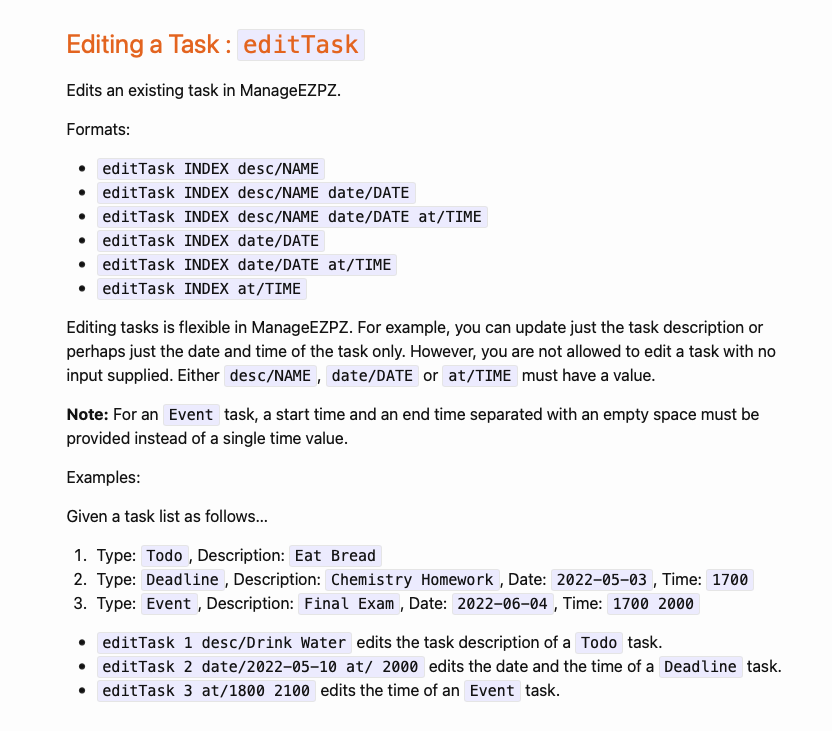 Editing a Task : editTask
Edits an existing task in ManageEZPZ.
Formats:
• editTask INDEX desc/NAME
• editTask INDEX desc/NAME date/DATE
• editTask INDEX desc/NAME date/DATE at/TIME
• editTask INDEX date/DATE
• editTask INDEX date/DATE at/TIME
• editTask INDEX at/TIME
Editing tasks is flexible in ManageEZPZ. For example, you can update just the task description or
perhaps just the date and time of the task only. However, you are not allowed to edit a task with no
input supplied. Either desc/NAME, date/DATE or at/TIME must have a value.
Note: For an Event task, a start time and an end time separated with an empty space must be
provided instead of a single time value.
Examples:
Given a task list as follows...
1. Type: Todo, Description: Eat Bread
2. Type: Deadline, Description: Chemistry Homework, Date: 2022-05-03, Time: 1700
3. Type: Event, Description: Final Exam, Date: 2022-06-04, Time: 1700 2000
• editTask 1 desc/Drink Water edits the task description of a Todo task.
• editTask 2 date/2022-05-10 at/ 2000 edits the date and the time of a Deadline task.
• editTask 3 at/1800 2100 edits the time of an Event task.